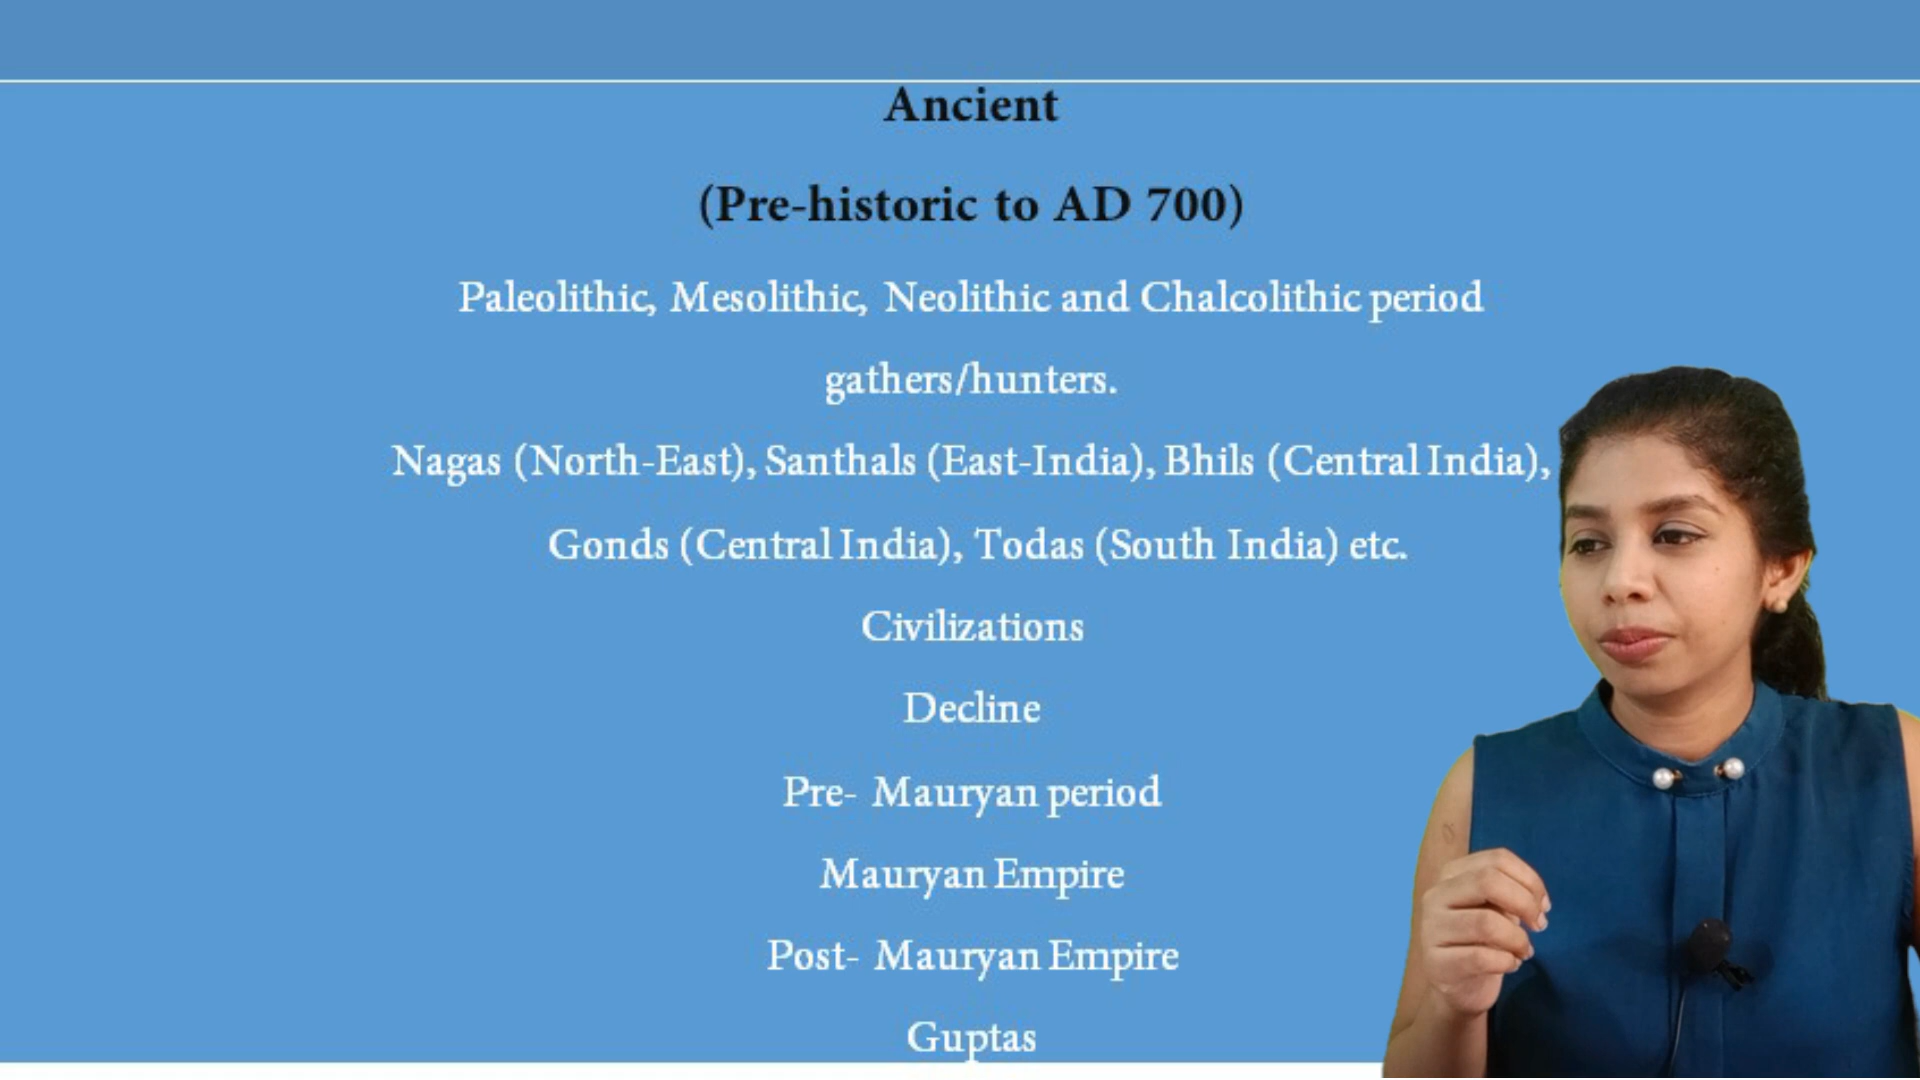 Ancient
(Pre-historic to AD 700)
Paleolithic, Mesolithic, Neolithic and Chalcolithic period
gathers/hunters.
Nagas (North-East), Santhals (East-India), Bhils (Central India),
Gonds (Central India), Todas (South India) etc.
Civilizations
Decline
Pre- Mauryan period
Mauryan Empire
Post- Mauryan Empire
Guptas